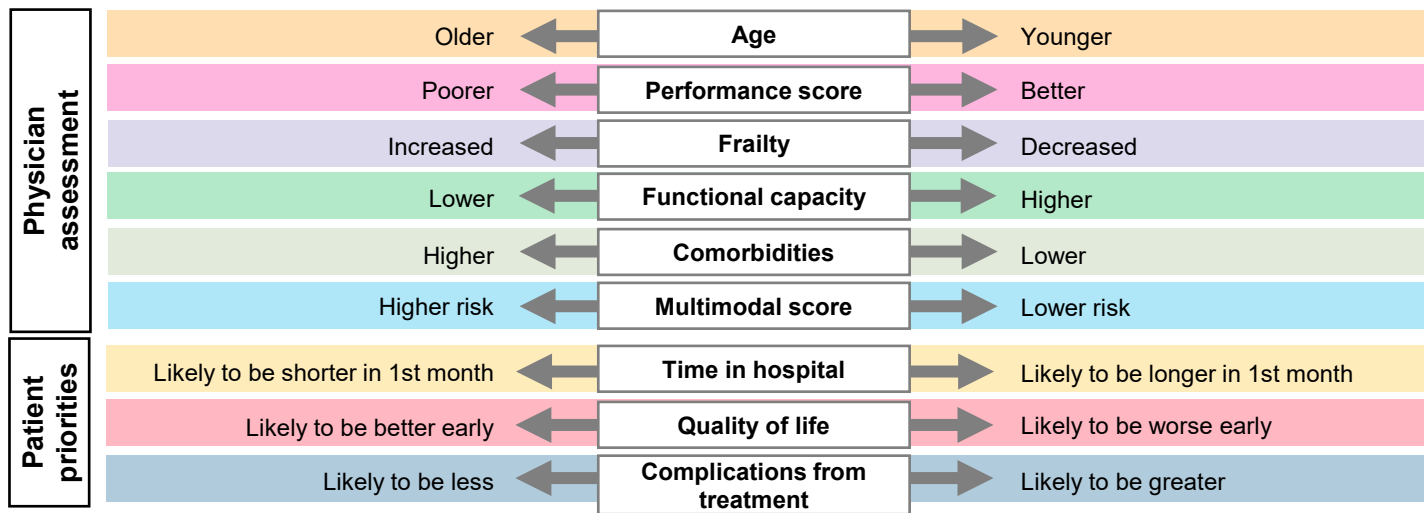 Physician
assessment
Older Age Younger
Poorer Performance score Better
Increased Frailty Decreased
Lower Functional capacity Higher
Higher Comorbidities Lower
Higher risk Multimodal score Lower risk
Patient
priorities
Likely to be shorter in 1st month Time in hospital Likely to be longer in 1st month
Likely to be better early Quality of life Likely to be worse early
Likely to be less Complications from Likely to be greater
treatment